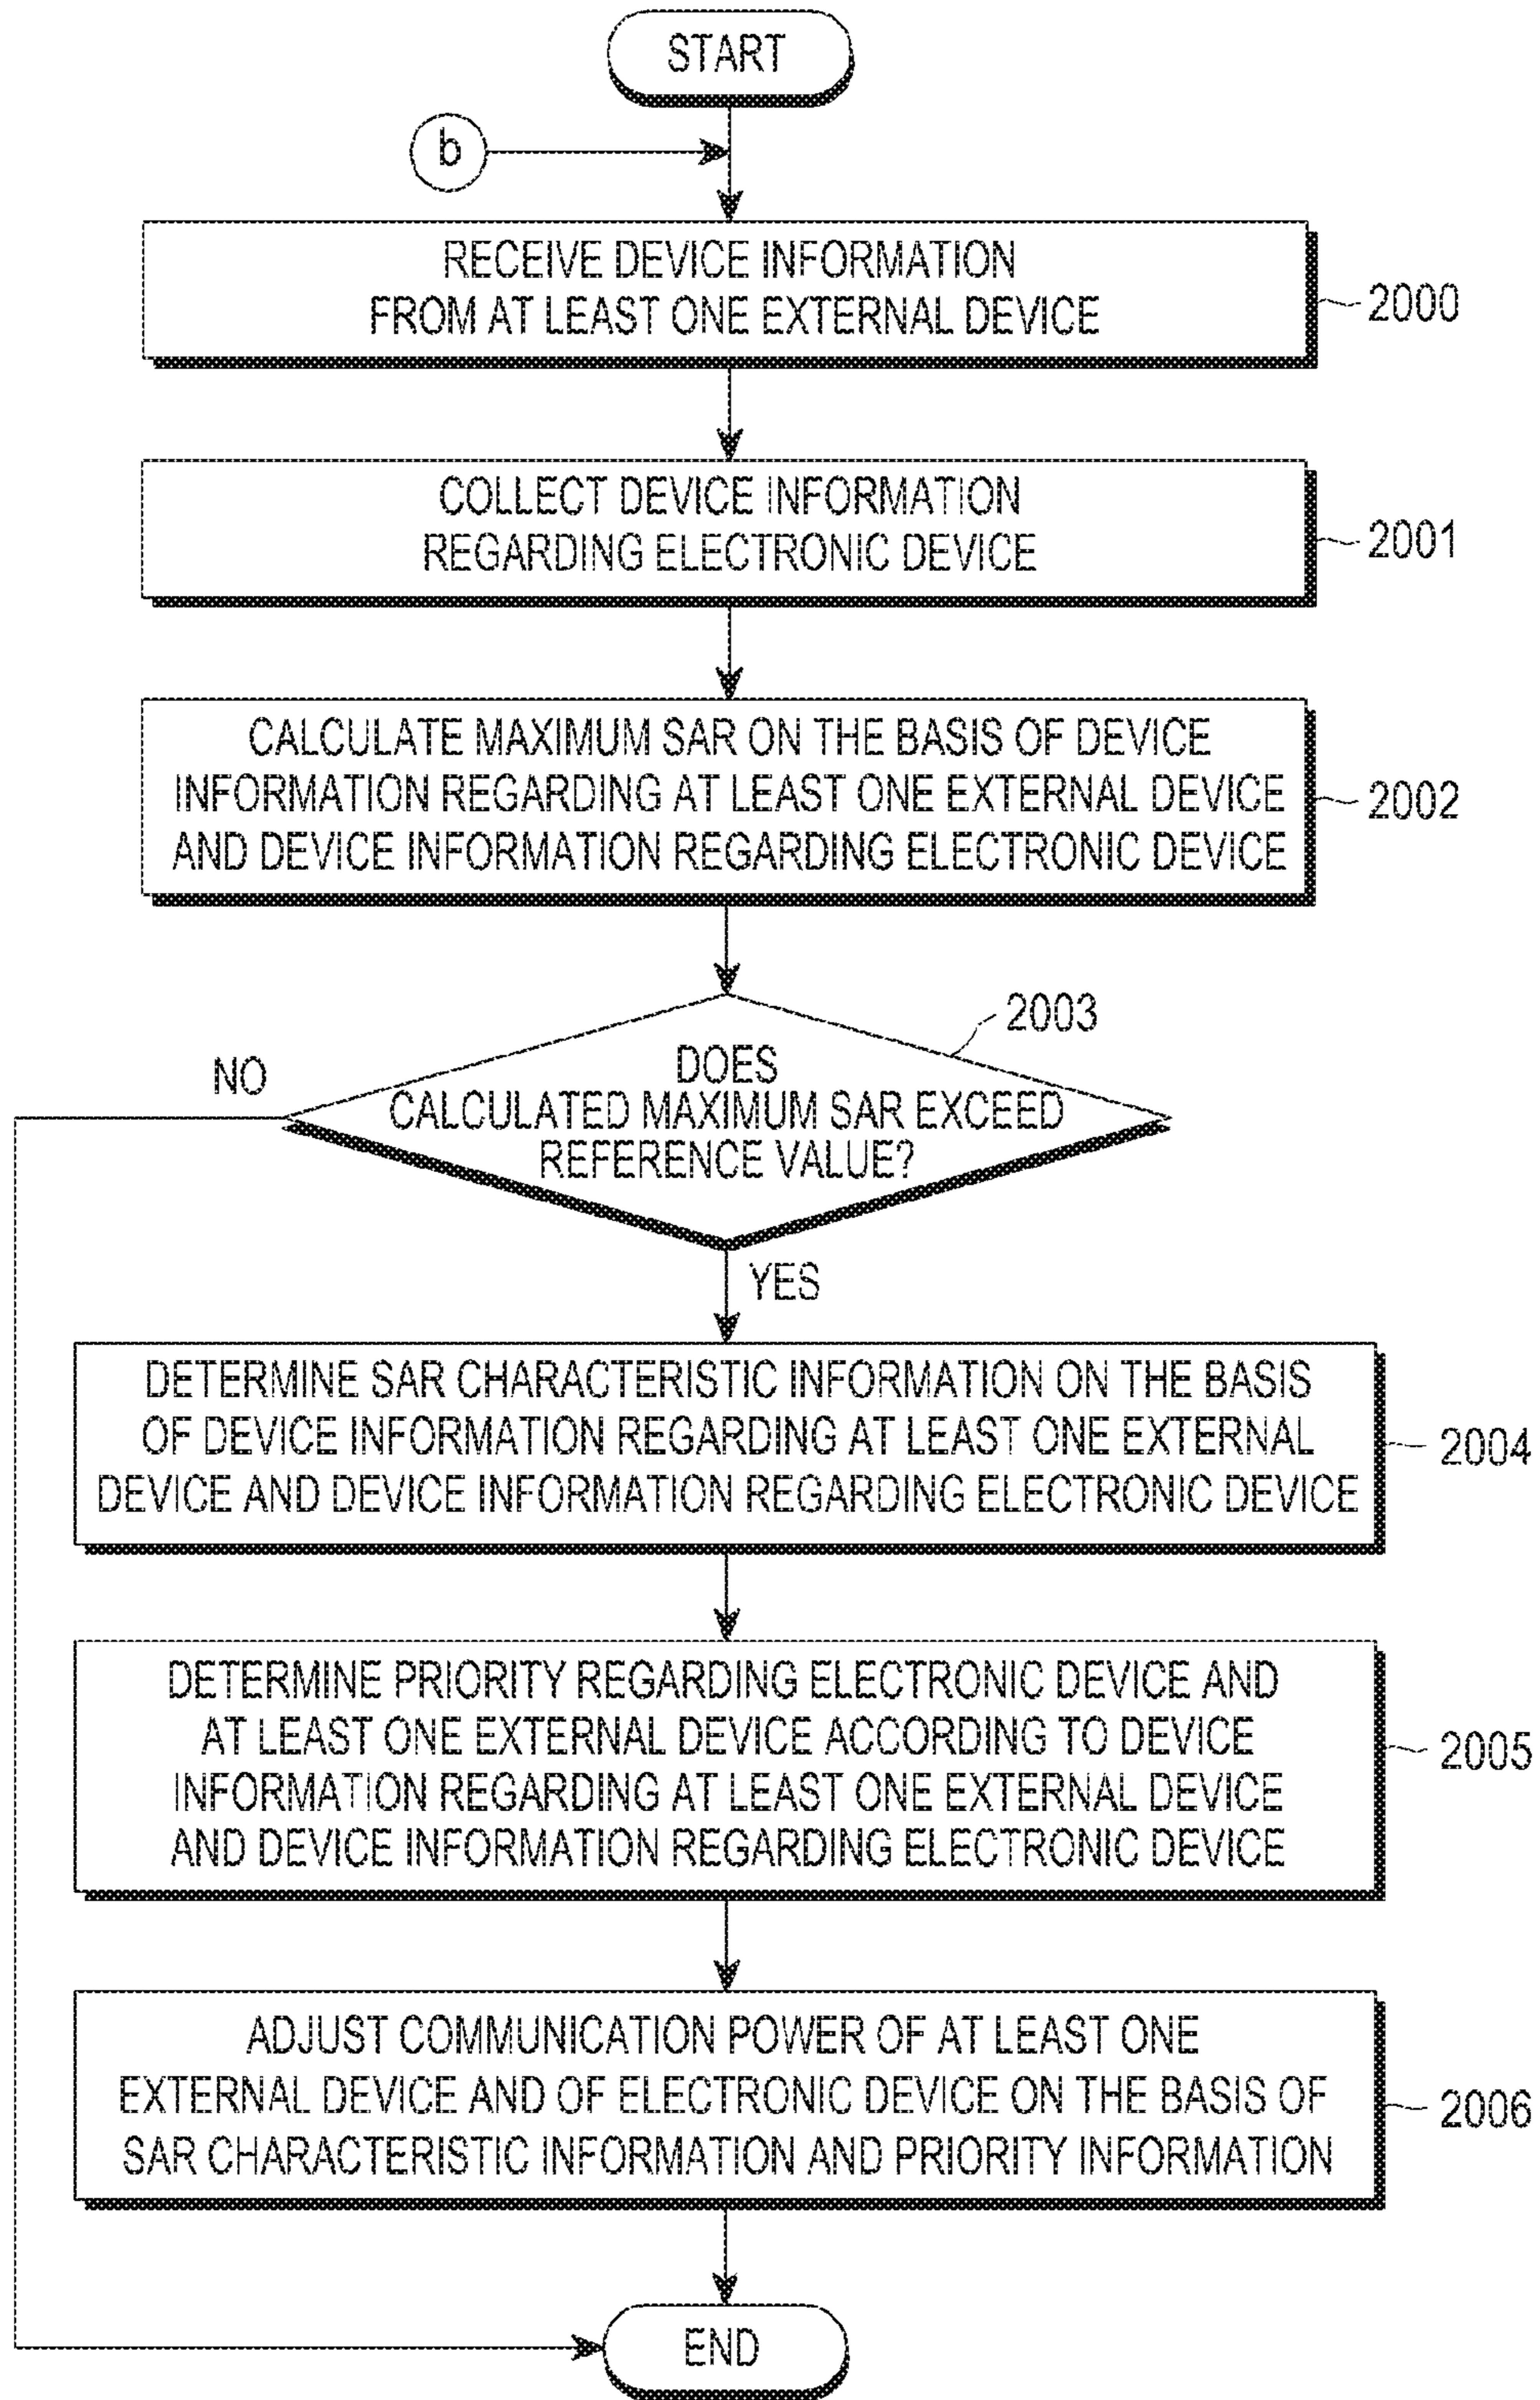 START
b
RECEIVE DEVICE INFORMATION
FROM AT LEAST ONE EXTERNAL DEVICE
2000
COLLECT DEVICE INFORMATION
REGARDING ELECTRONIC DEVICE
2001
CALCULATE MAXIMUM SAR ON THE BASIS OF DEVICE
INFORMATION REGARDING AT LEAST ONE EXTERNAL DEVICE
AND DEVICE INFORMATION REGARDING ELECTRONIC DEVICE
2002
2003
NO
DOES
CALCULATED MAXIMUM SAR EXCEED
REFERENCE VALUE?
YES
DETERMINE SAR CHARACTERISTIC INFORMATION ON THE BASIS
OF DEVICE INFORMATION REGARDING AT LEAST ONE EXTERNAL
DEVICE AND DEVICE INFORMATION REGARDING ELECTRONIC DEVICE
2004
DETERMINE PRIORITY REGARDING ELECTRONIC DEVICE AND
AT LEAST ONE EXTERNAL DEVICE ACCORDING TO DEVICE
INFORMATION REGARDING AT LEAST ONE EXTERNAL DEVICE
AND DEVICE INFORMATION REGARDING ELECTRONIC DEVICE
2005
ADJUST COMMUNICATION POWER OF AT LEAST ONE
EXTERNAL DEVICE AND OF ELECTRONIC DEVICE ON THE BASIS OF
SAR CHARACTERISTIC INFORMATION AND PRIORITY INFORMATION
2006
END